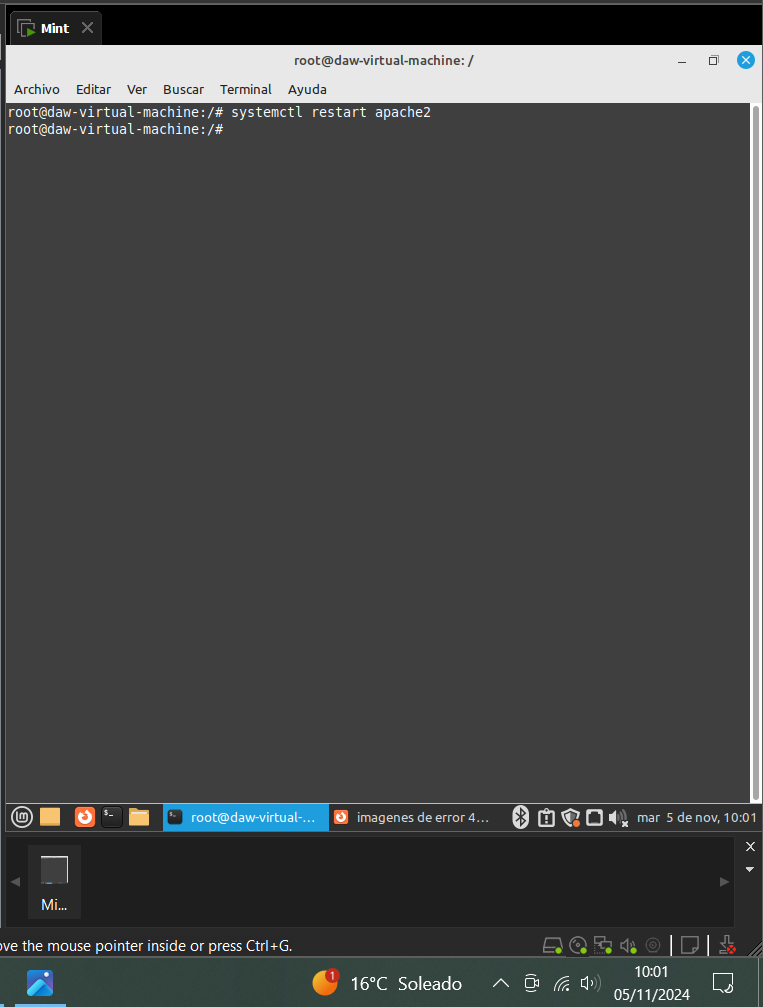 Mint
root@daw-virtual-machine: /
Archivo Editar Ver Buscar Terminal Ayuda
root@daw-virtual-machine:/# systemctl restart apache2
root@daw-virtual-machine:/#
root@daw-virtual-... imagenes de error 4... mar 5 de nov, 10:01
Mi...
ove the mouse pointer inside or press Ctrl+G.
1 16°C Soleado 10:01
05/11/2024